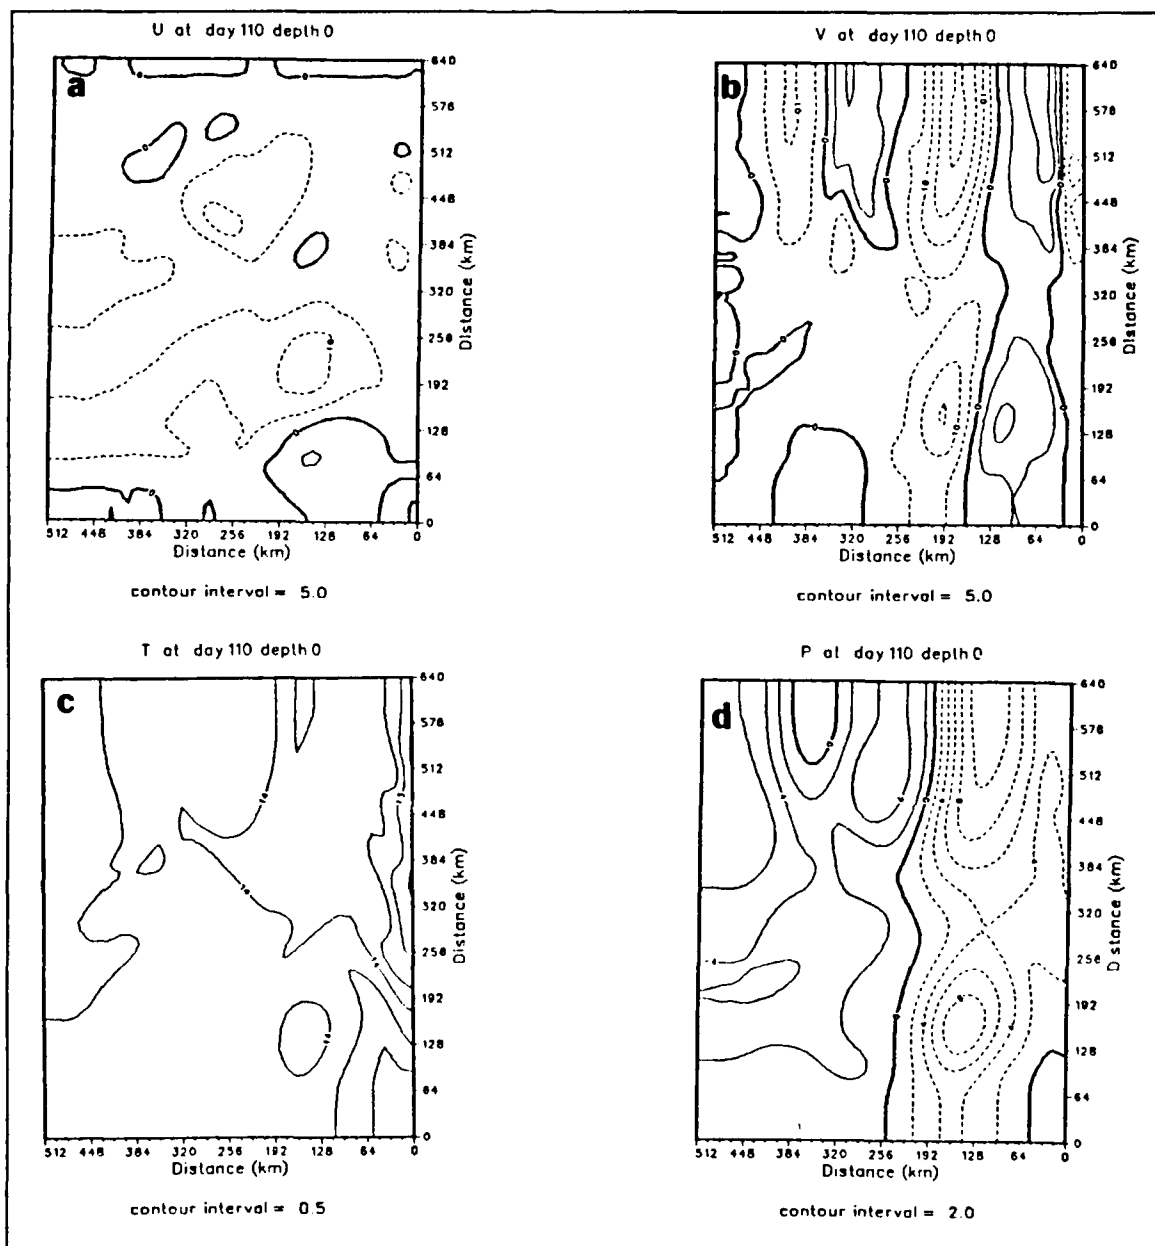 U at day 110 depth 0
a
640
576
512
448
384
320
256
192
128
64
0
Distance (km)
512 448 384 320 256 192 128 64 0
Distance (km)
contour interval = 5.0
V at day 110 depth 0
b
640
576
512
448
384
320
256
192
128
64
0
Distance (km)
512 448 384 320 256 192 128 64 0
Distance (km)
contour interval = 5.0
T at day 110 depth 0
c
640
576
512
448
384
320
256
192
128
64
0
Distance (km)
512 448 384 320 256 192 128 64 0
Distance (km)
contour interval = 0.5
P at day 110 depth 0
d
640
576
512
448
384
320
256
192
128
64
0
Distance (km)
512 448 384 320 256 192 128 64 0
Distance (km)
contour interval = 2.0